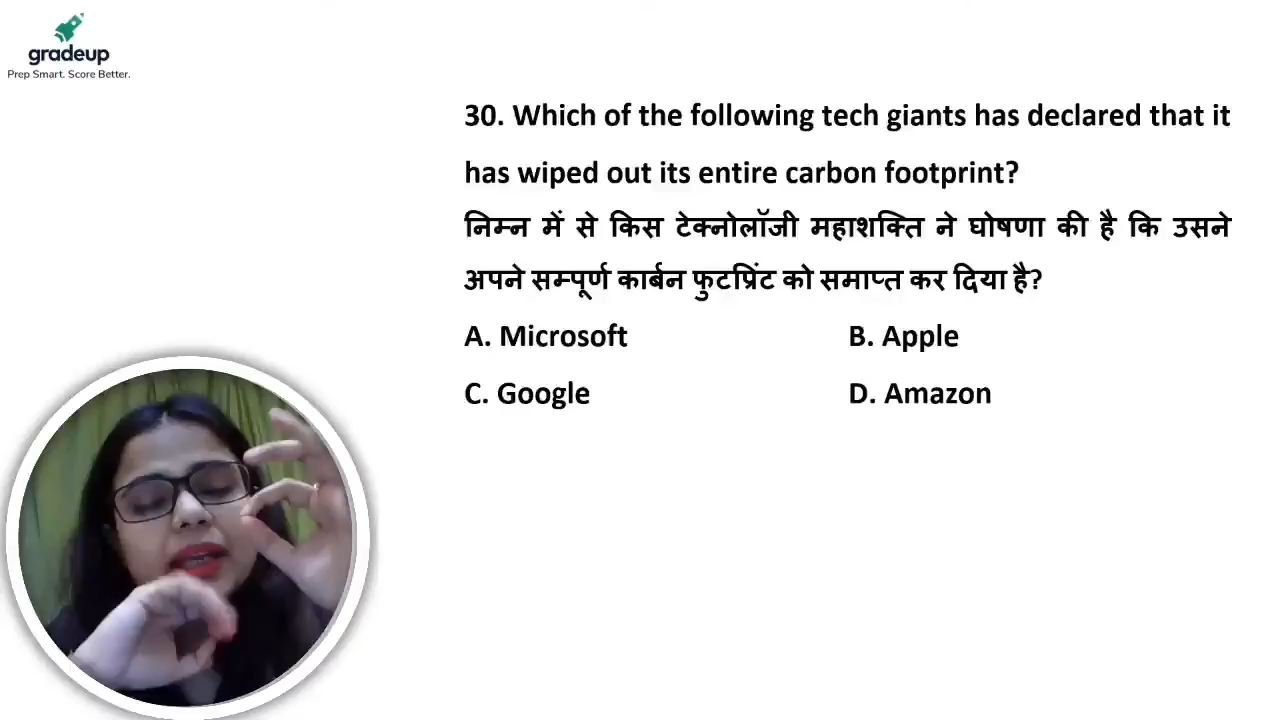 gradeup
Prep Smart. Score Better.
30. Which of the following tech giants has declared that it
has wiped out its entire carbon footprint?
निम्न में से किस टेक्नोलॉजी महाशक्ति ने घोषणा की है कि उसने
अपने सम्पूर्ण कार्बन फुटप्रिंट को समाप्त कर दिया है?
A. Microsoft B. Apple
C. Google D. Amazon